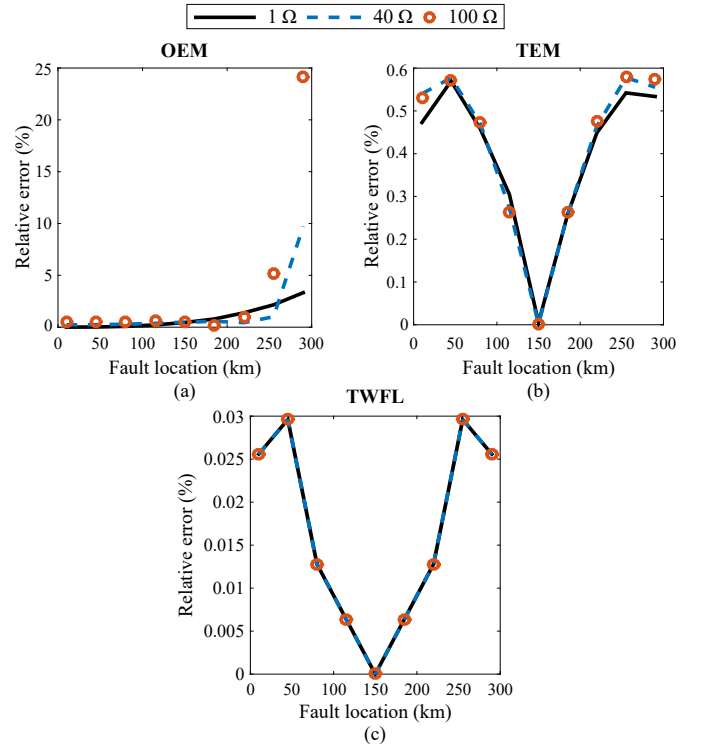 1 Ω 40 Ω 100 Ω
OEM
25
20
15
10
5
0
Relative error (%)
0 50 100 150 200 250 300
Fault location (km)
(a)
TEM
0.6
0.5
0.4
0.3
0.2
0.1
0
Relative error (%)
0 50 100 150 200 250 300
Fault location (km)
(b)
TWFL
0.03
0.025
0.02
0.015
0.01
0.005
0
Relative error (%)
0 50 100 150 200 250 300
Fault location (km)
(c)